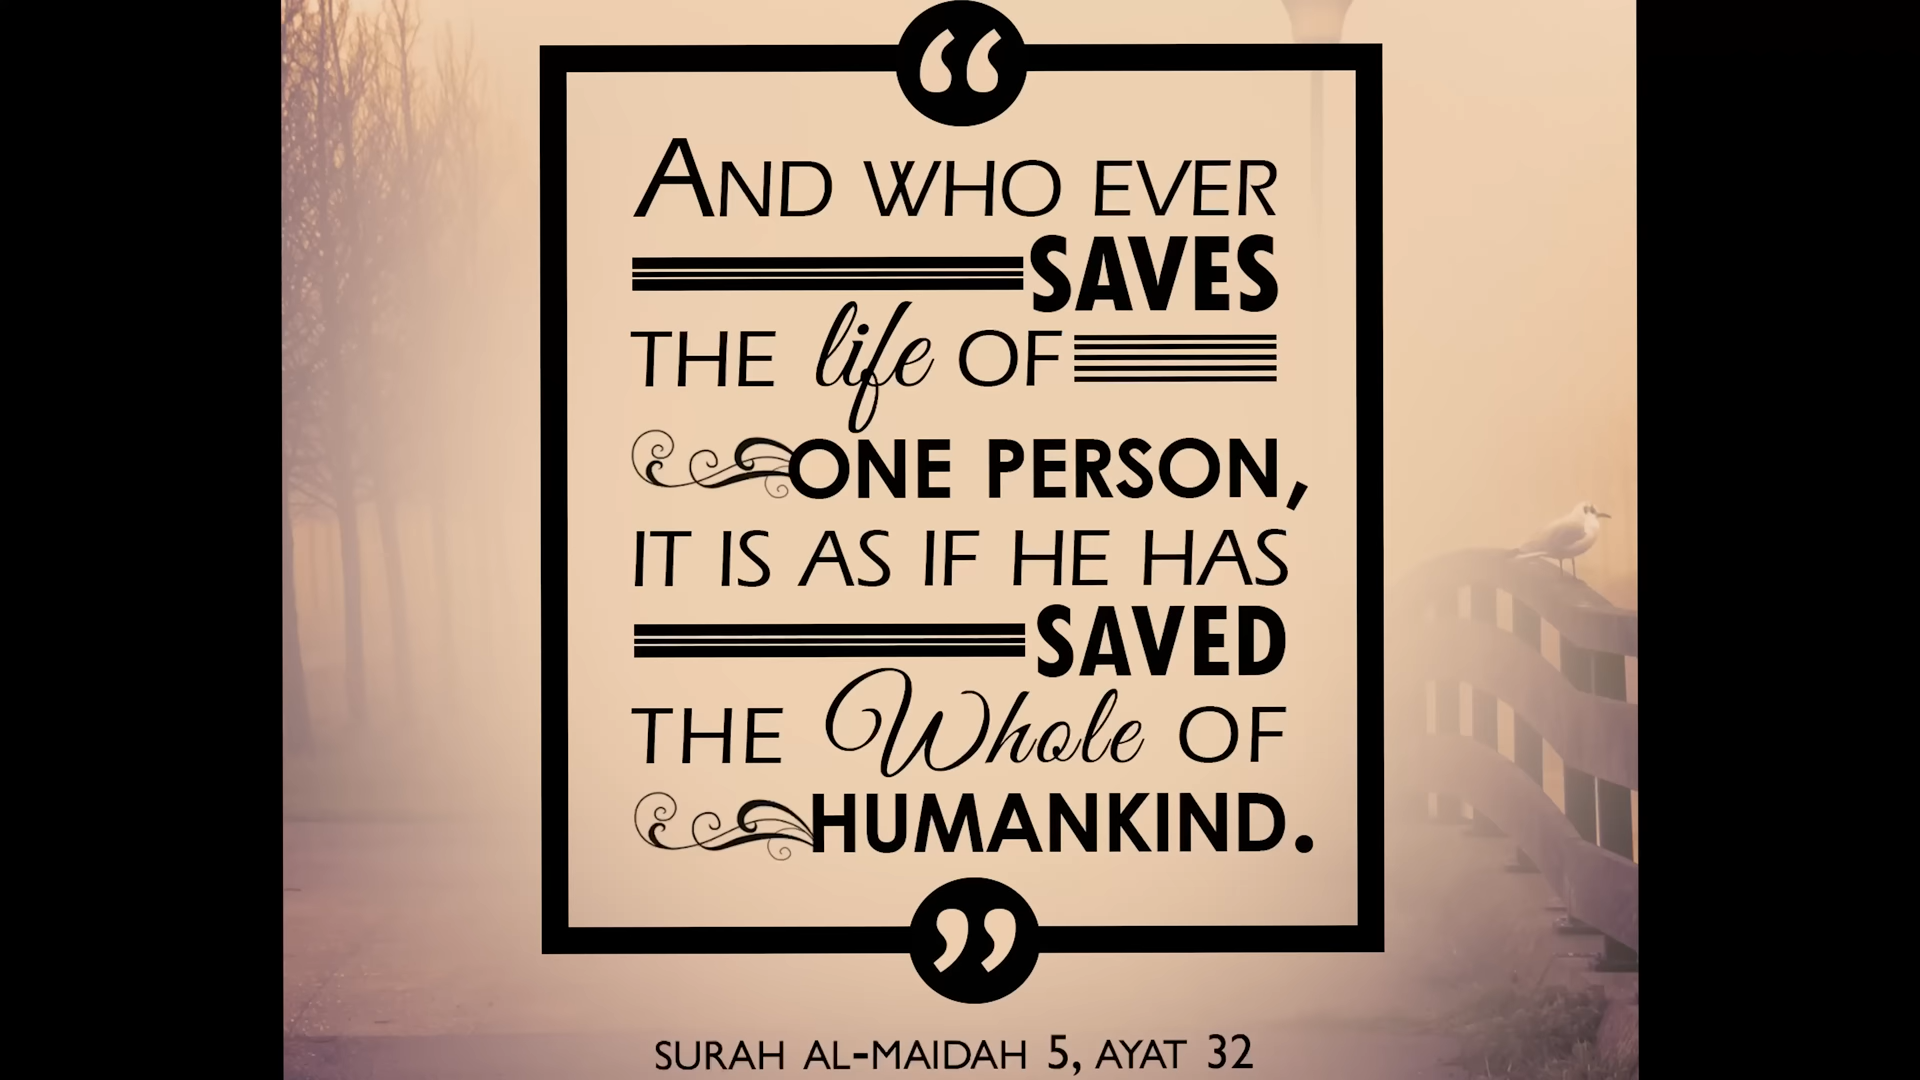 “
AND WHO EVER
SAVES
THE life OF
ONE PERSON,
IT IS AS IF HE HAS
SAVED
THE Whole OF
HUMANKIND.
”
SURAH AL-MAIDAH 5, AYAT 32